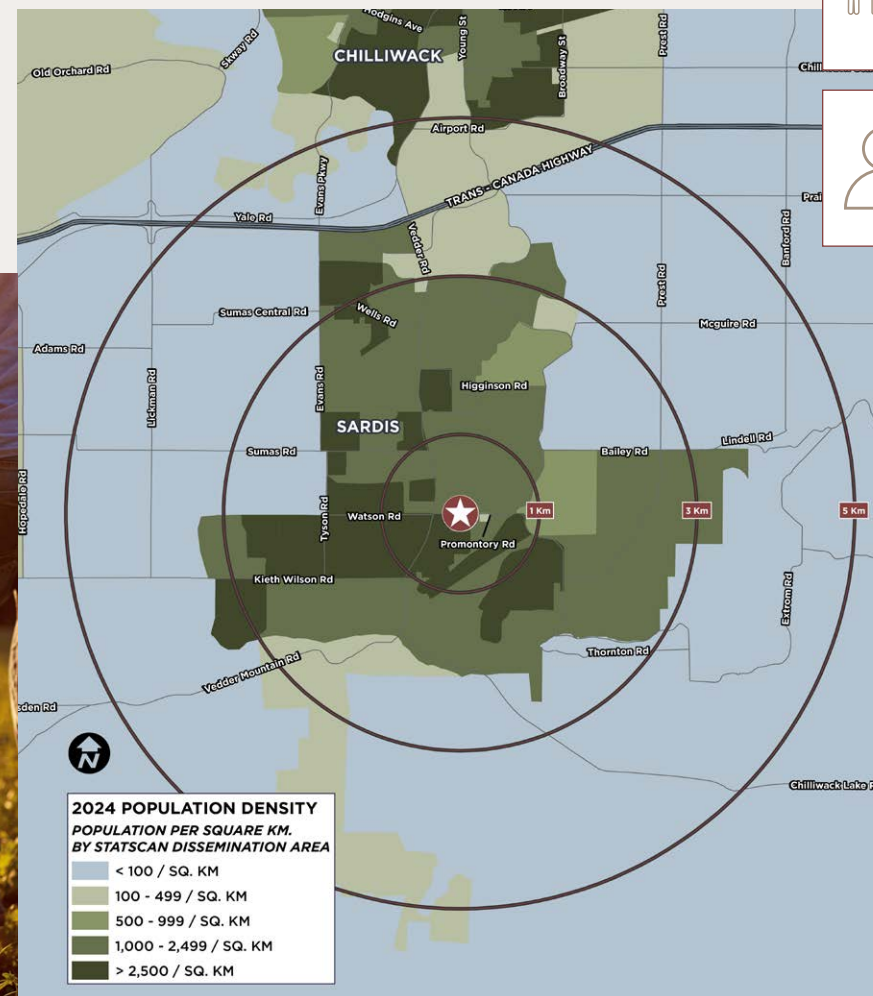 Hodgins Ave
Young St
Broadway St
Prest Rd
Skway Rd
CHILLIWACK
Old Orchard Rd
Airport Rd
TRANS - CANADA HIGHWAY
Evans Pkwy
Yale Rd
Vedder Rd
Banford Rd
Prest Rd
Sumas Central Rd
Wells Rd
Mcguire Rd
Adams Rd
Lickman Rd
Evans Rd
Higginson Rd
SARDIS
Sumas Rd
Bailey Rd
Lindell Rd
Hopedale Rd
Tyson Rd
Watson Rd
1 Km
3 Km
5 Km
Promontory Rd
Kieth Wilson Rd
Extrom Rd
Thornton Rd
Vedder Mountain Rd
sden Rd
N
Chilliwack Lake R
2024 POPULATION DENSITY
POPULATION PER SQUARE KM.
BY STATSCAN DISSEMINATION AREA
< 100 / SQ. KM
100 - 499 / SQ. KM
500 - 999 / SQ. KM
1,000 - 2,499 / SQ. KM
> 2,500 / SQ. KM